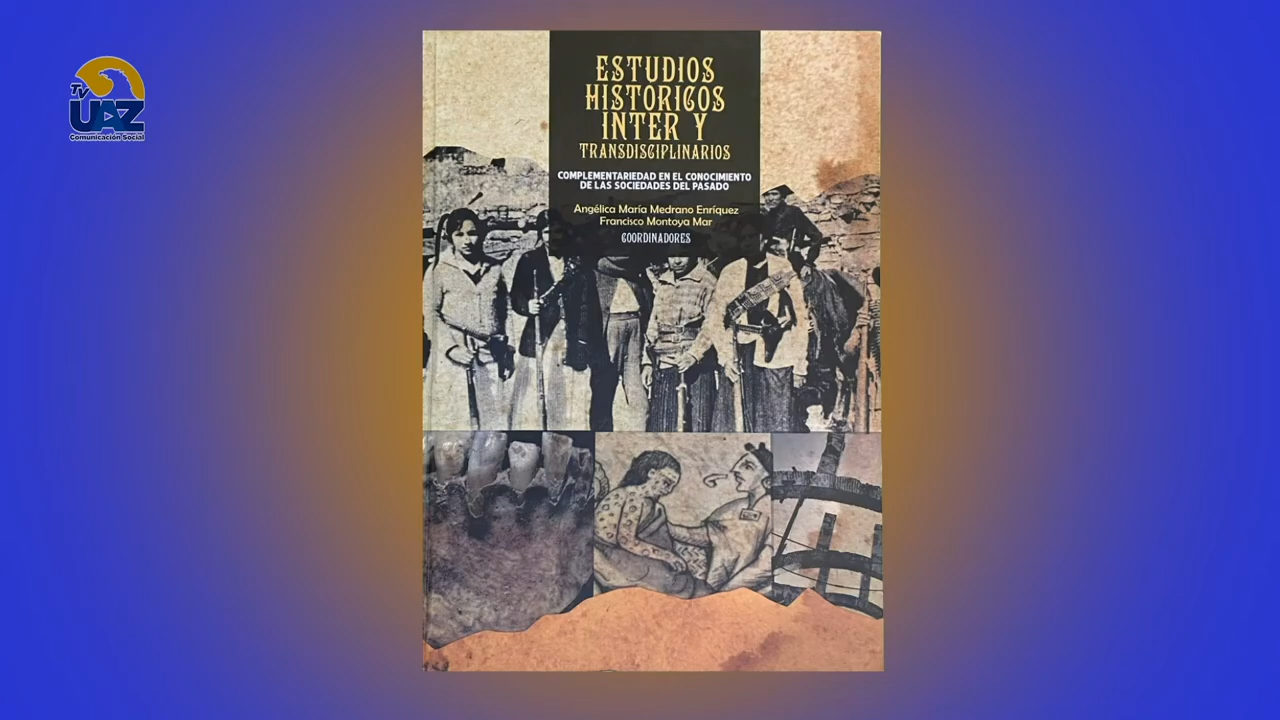 TV
UAZ
Comunicación Social
ESTUDIOS
HISTORICOS
INTER Y
TRANSDISCIPLINARIOS
COMPLEMENTARIEDAD EN EL CONOCIMIENTO
DE LAS SOCIEDADES DEL PASADO
Angélica María Medrano Enríquez
Francisco Montoya Mar
COORDINADORES